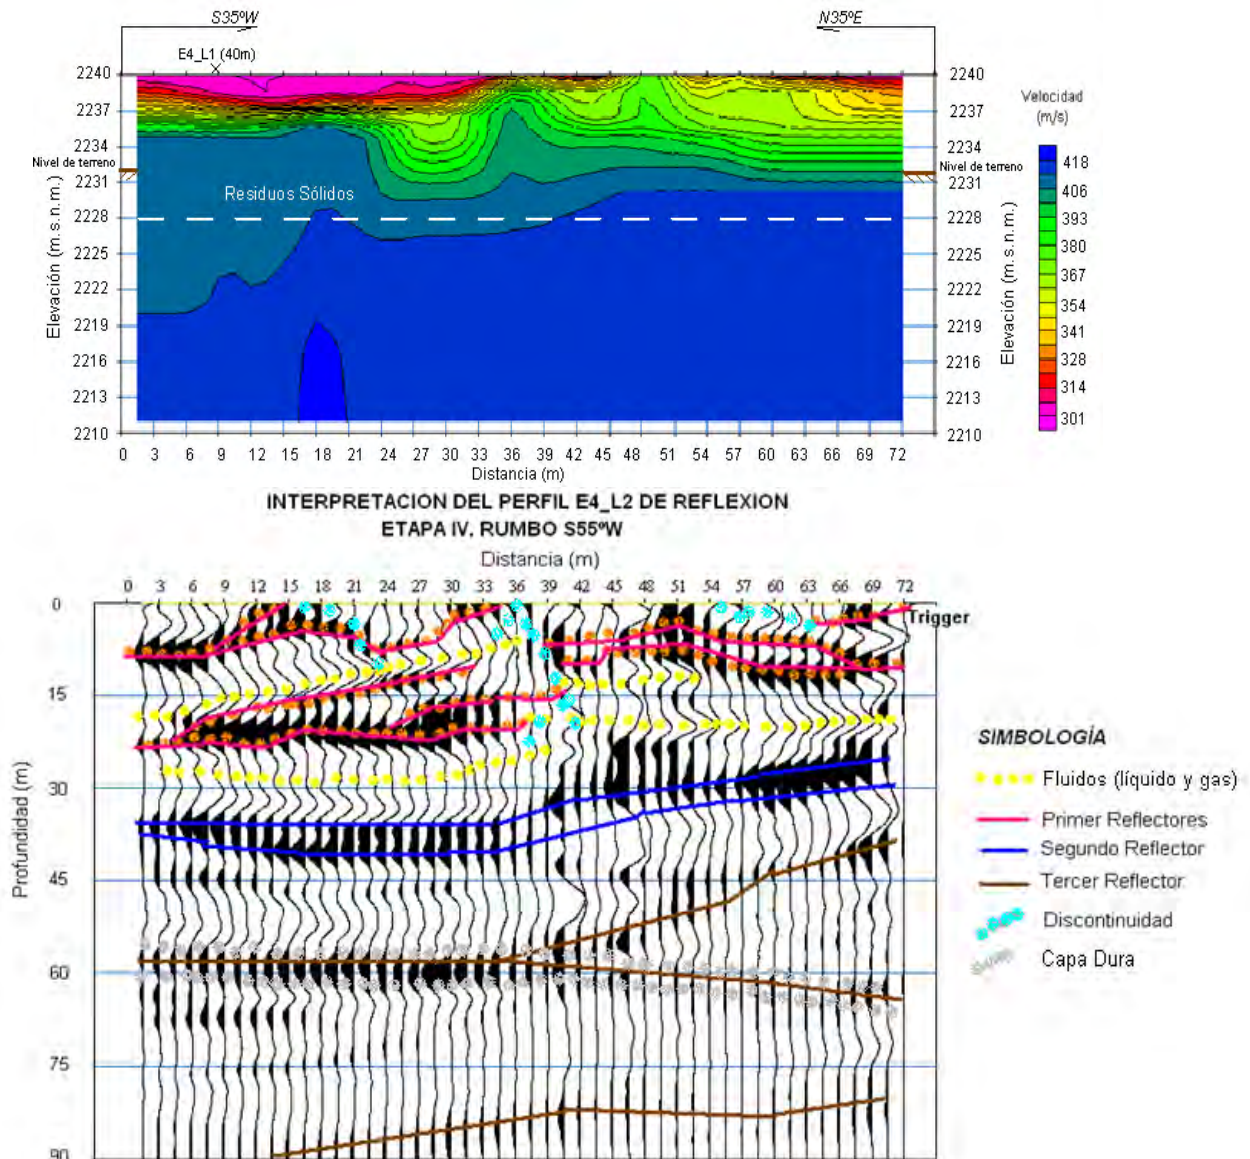 S35ºW
N35ºE
E4_L1 (40m)
2240
2237
2234
2231
2228
2225
2222
2219
2216
2213
2210
Elevación (m.s.n.m.)
Nivel de terreno
Residuos Sólidos
2240
2237
2234
2231
2228
2225
2222
2219
2216
2213
2210
Elevación (m.s.n.m.)
Nivel de terreno
Velocidad
(m/s)
418
406
393
380
367
354
341
328
314
301
0 3 6 9 12 15 18 21 24 27 30 33 36 39 42 45 48 51 54 57 60 63 66 69 72
Distancia (m)
INTERPRETACION DEL PERFIL E4_L2 DE REFLEXION
ETAPA IV. RUMBO S55ºW
Distancia (m)
0 3 6 9 12 15 18 21 24 27 30 33 36 39 42 45 48 51 54 57 60 63 66 69 72
0
15
30
45
60
75
90
Profundidad (m)
Trigger
SIMBOLOGÍA
Fluidos (líquido y gas)
Primer Reflectores
Segundo Reflector
Tercer Reflector
Discontinuidad
Capa Dura